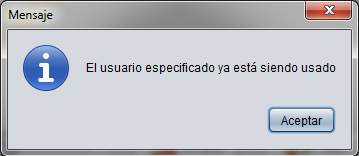 Mensaje
El usuario especificado ya está siendo usado
Aceptar